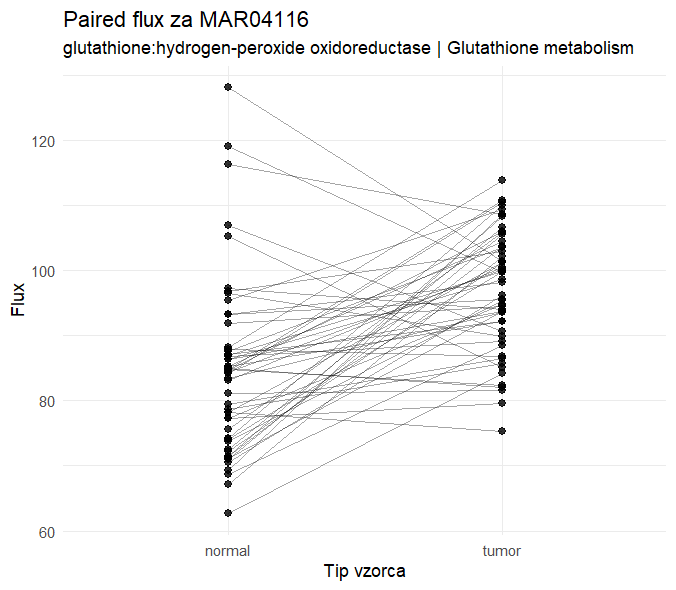 Paired flux za MAR04116
glutathione:hydrogen-peroxide oxidoreductase | Glutathione metabolism
Flux
120
100
80
60
normal
tumor
Tip vzorca